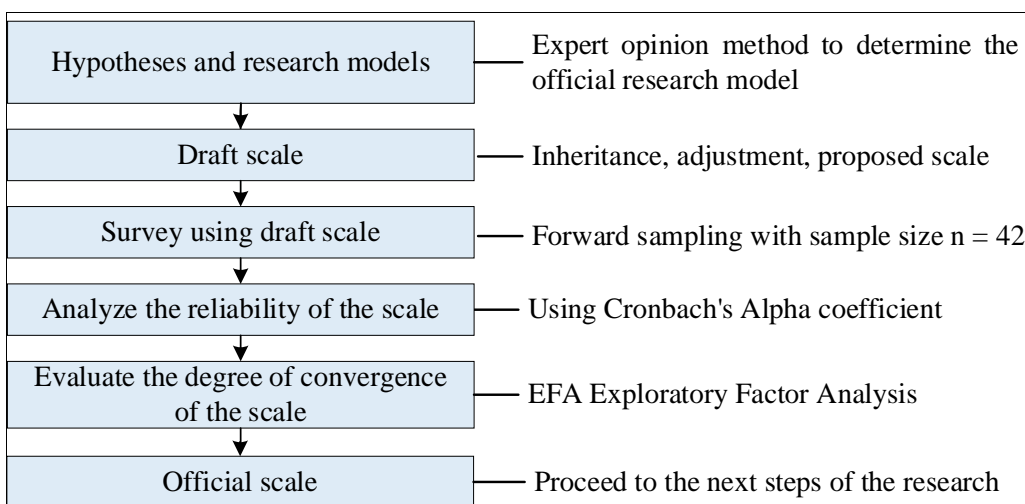 Hypotheses and research models
Expert opinion method to determine the
official research model
Draft scale
Inheritance, adjustment, proposed scale
Survey using draft scale
Forward sampling with sample size n = 42
Analyze the reliability of the scale
Using Cronbach's Alpha coefficient
Evaluate the degree of convergence
of the scale
EFA Exploratory Factor Analysis
Official scale
Proceed to the next steps of the research